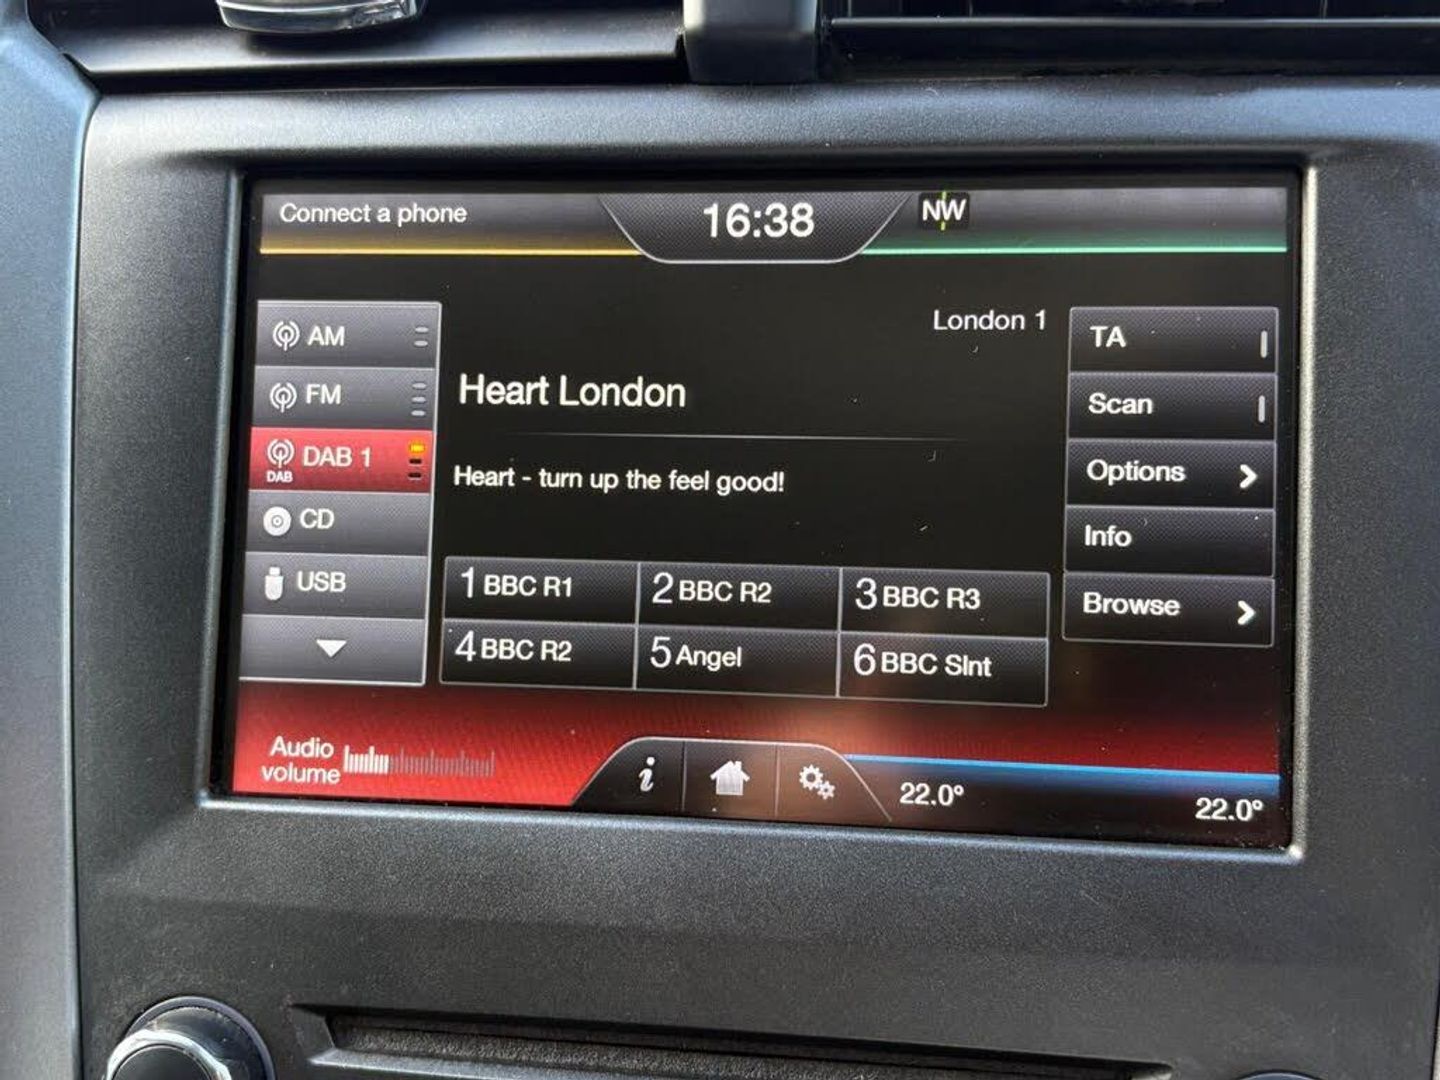 Connect a phone
16:38
NW
AM
FM
DAB 1
DAB
CD
USB
London 1
Heart London
Heart - turn up the feel good!
1 BBC R1
2 BBC R2
3 BBC R3
4 BBC R2
5 Angel
6 BBC Slnt
TA
Scan
Options
Info
Browse
Audio
volume
i
22.0°
22.0°